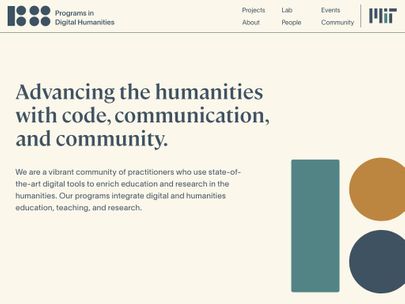 Programs in
Digital Humanities
Projects
Lab
Events
About
People
Community
MIT
Advancing the humanities
with code, communication,
and community.
We are a vibrant community of practitioners who use state-of-
the-art digital tools to enrich education and research in the
humanities. Our programs integrate digital and humanities
education, teaching, and research.